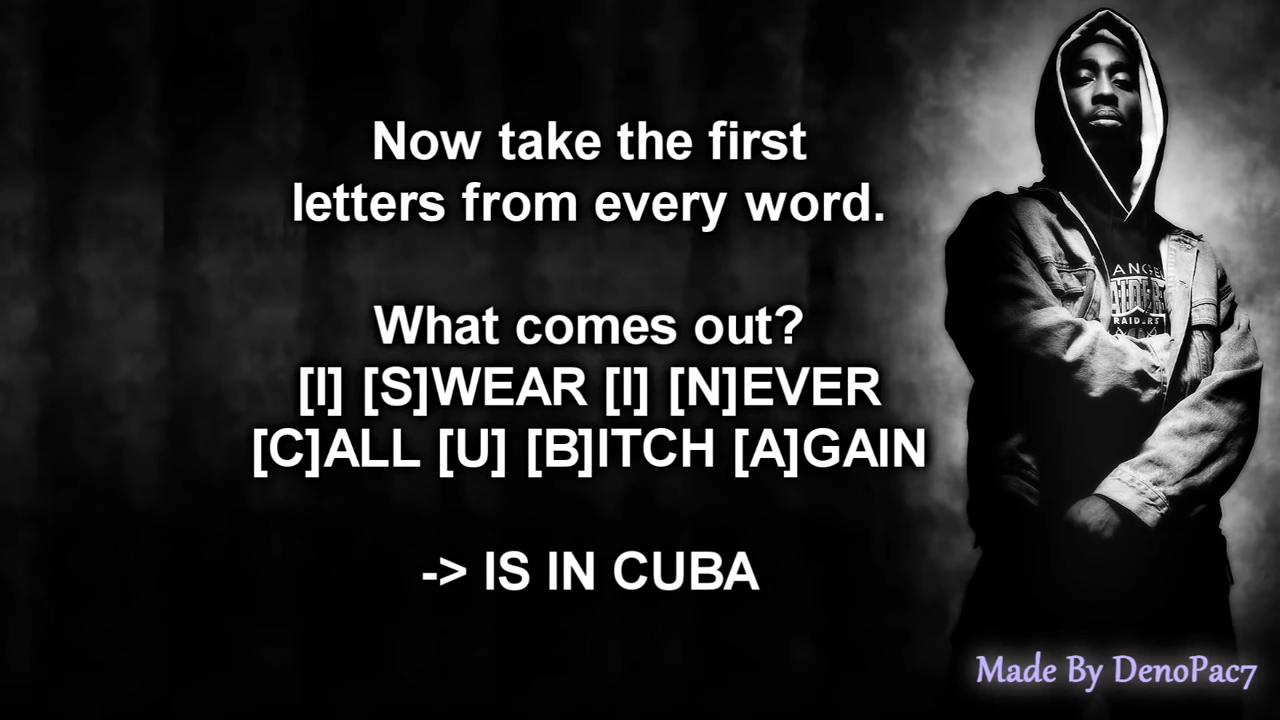 Now take the first
letters from every word.
What comes out?
[I] [S]WEAR [I] [N]EVER
[C]ALL [U] [B]ITCH [A]GAIN
-> IS IN CUBA
RAIDERS
Made By DenoPac7